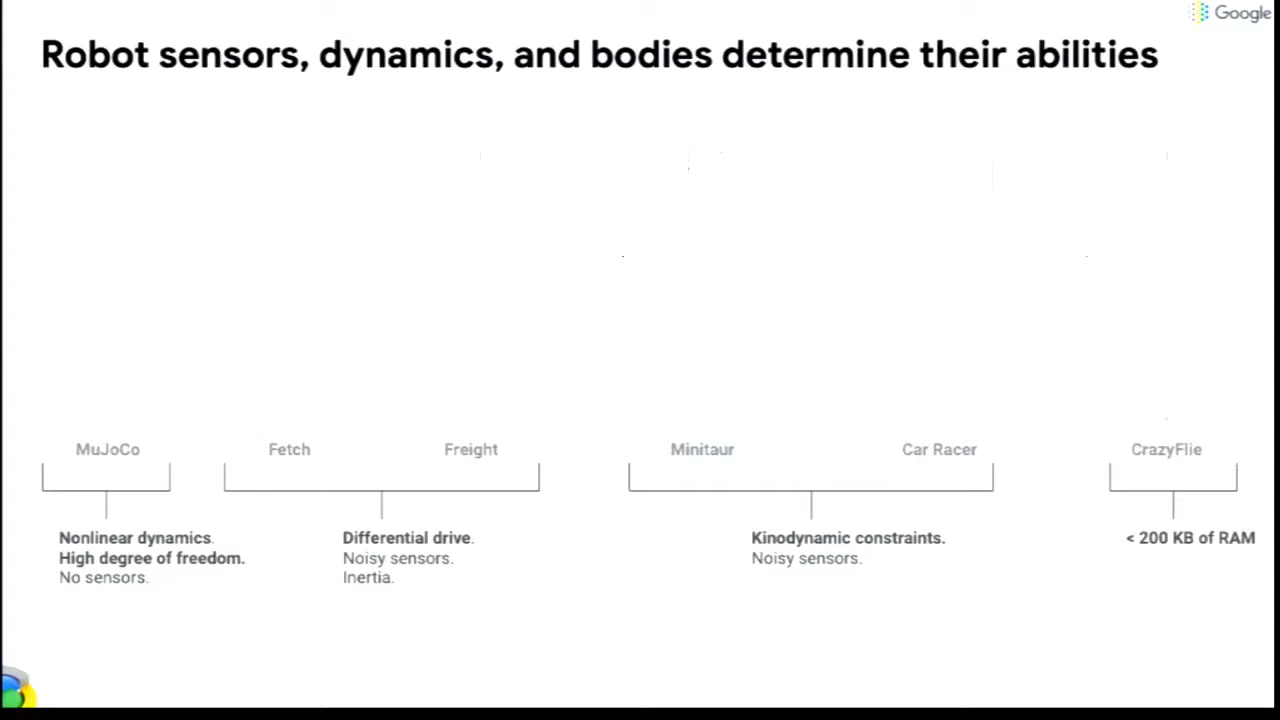 Google
Robot sensors, dynamics, and bodies determine their abilities
MuJoCo
Fetch
Freight
Minitaur
Car Racer
CrazyFlie
Nonlinear dynamics.
High degree of freedom.
No sensors.
Differential drive.
Noisy sensors.
Inertia.
Kinodynamic constraints.
Noisy sensors.
< 200 KB of RAM